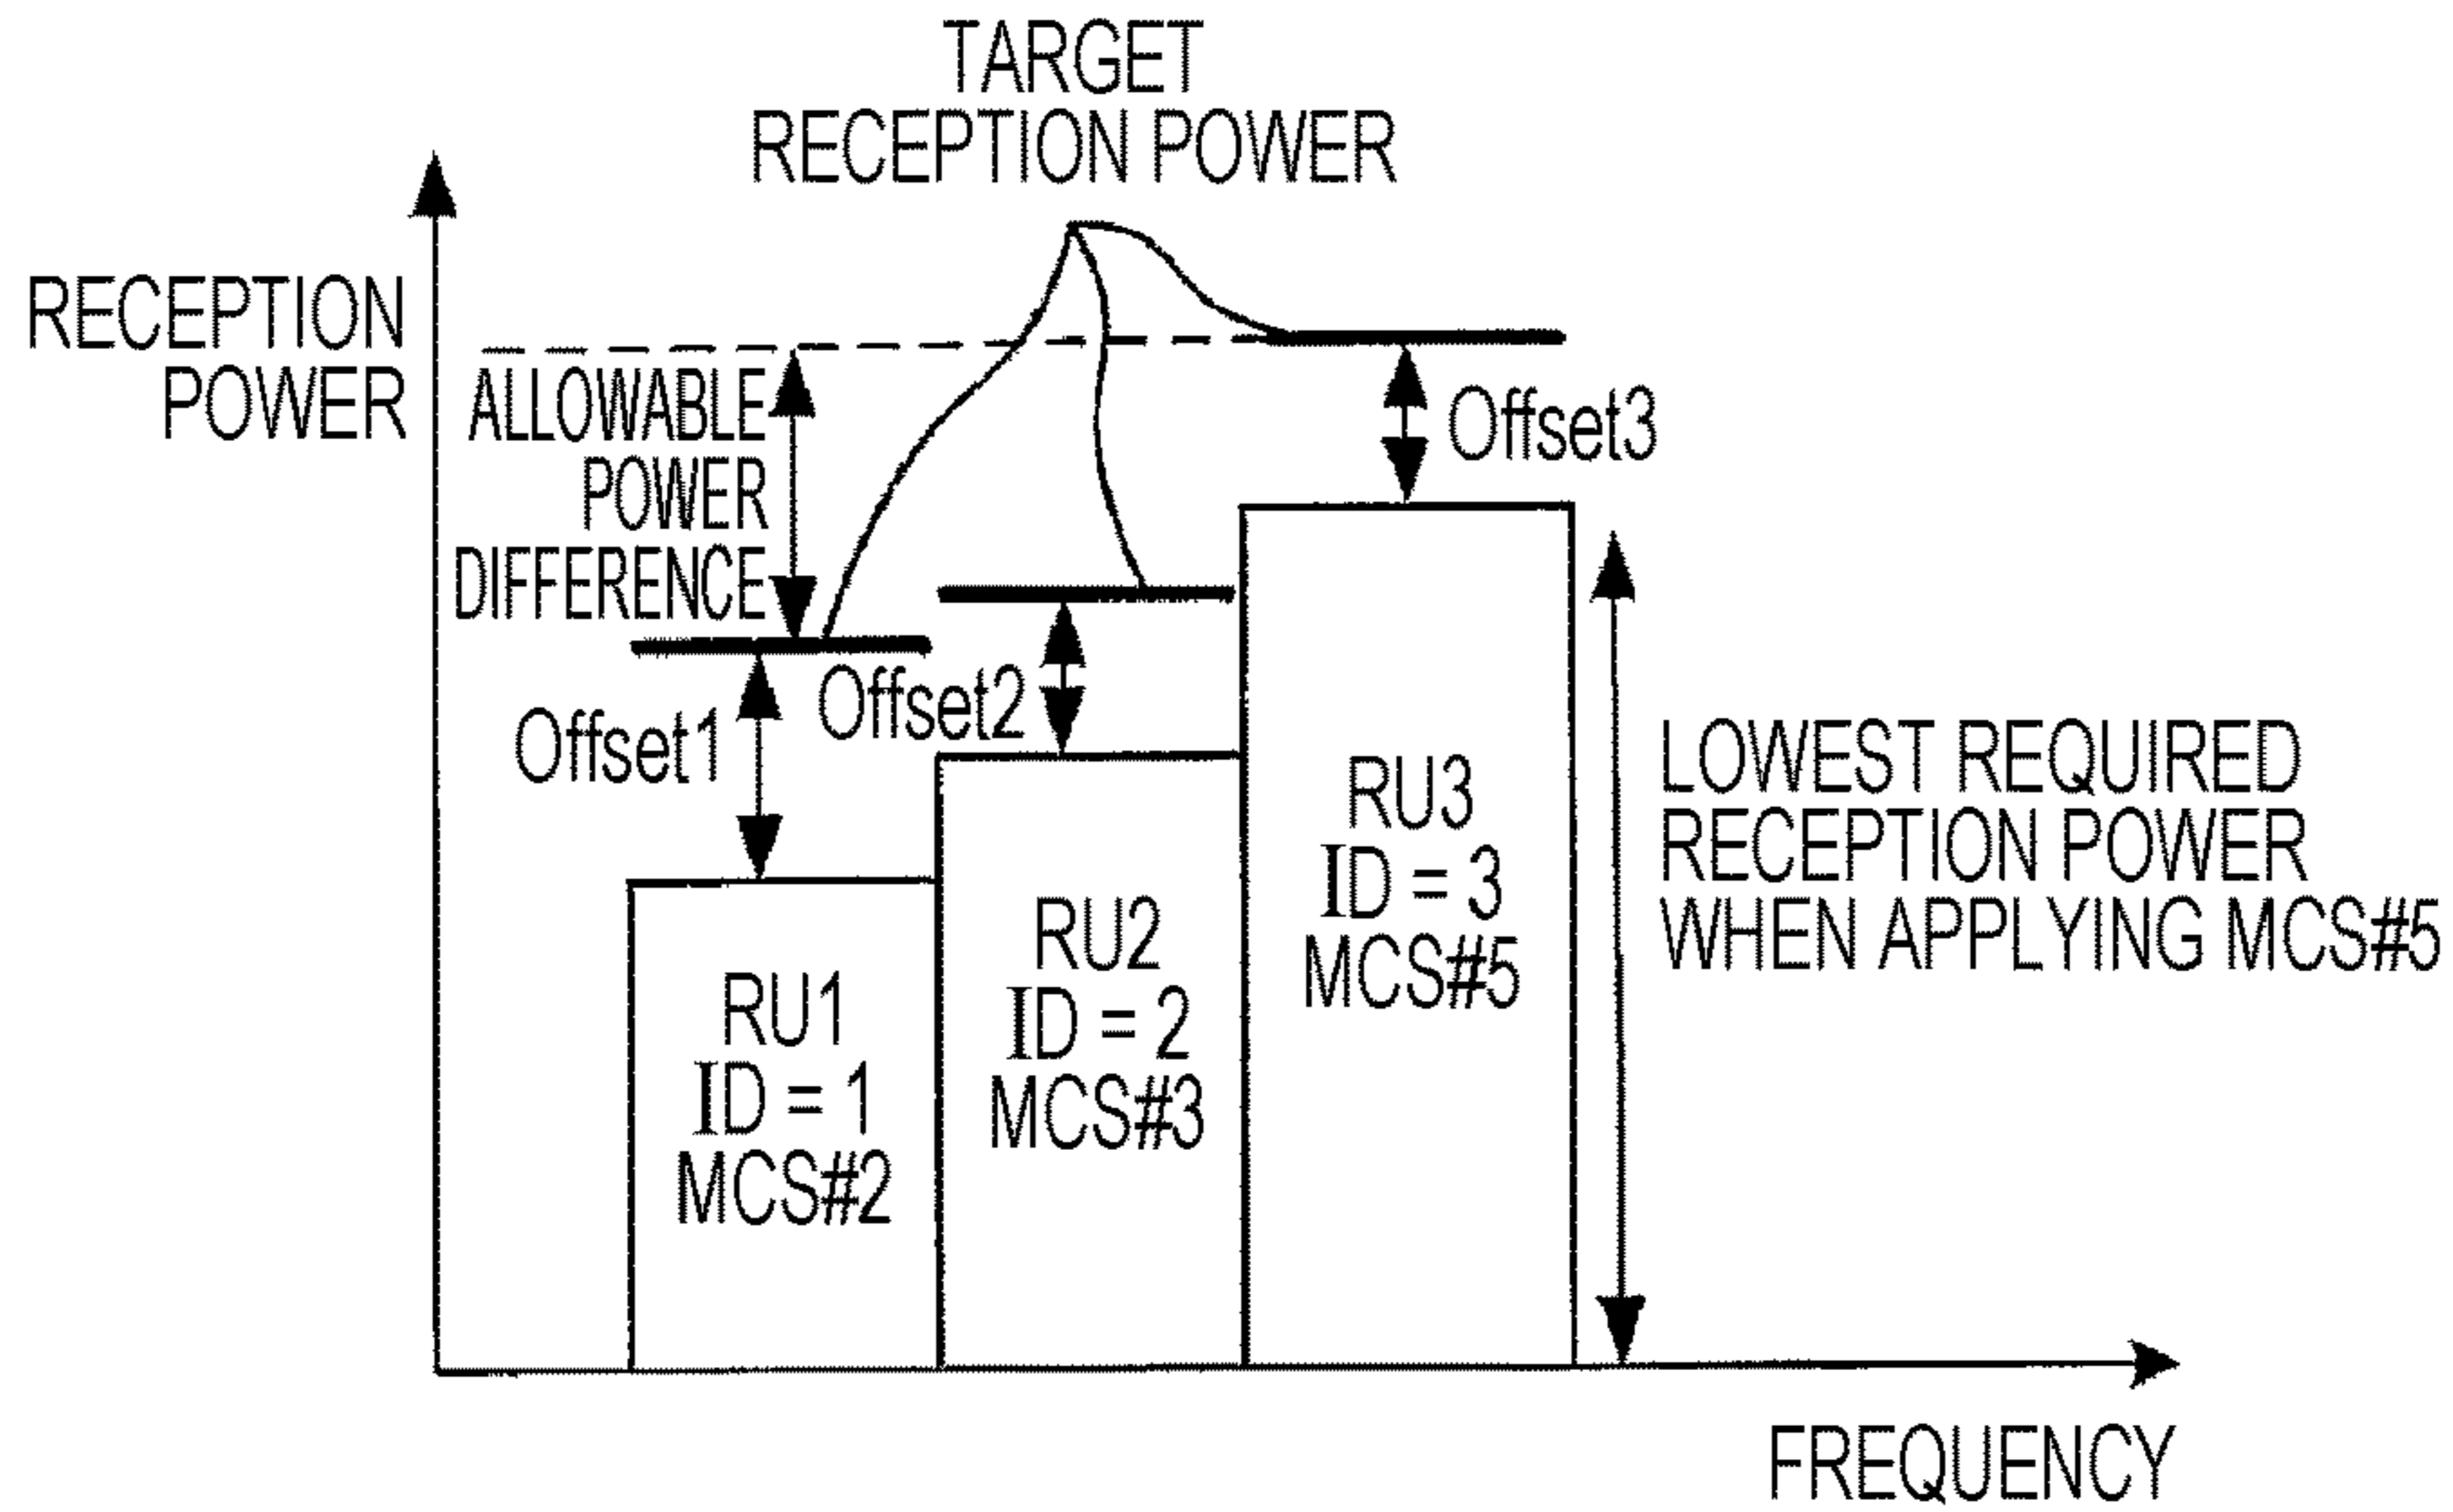 TARGET
RECEPTION POWER
RECEPTION
POWER
ALLOWABLE
POWER
DIFFERENCE
Offset3
Offset2
Offset1
RU1
ID = 1
MCS#2
RU2
ID = 2
MCS#3
RU3
ID = 3
MCS#5
LOWEST REQUIRED
RECEPTION POWER
WHEN APPLYING MCS#5
FREQUENCY